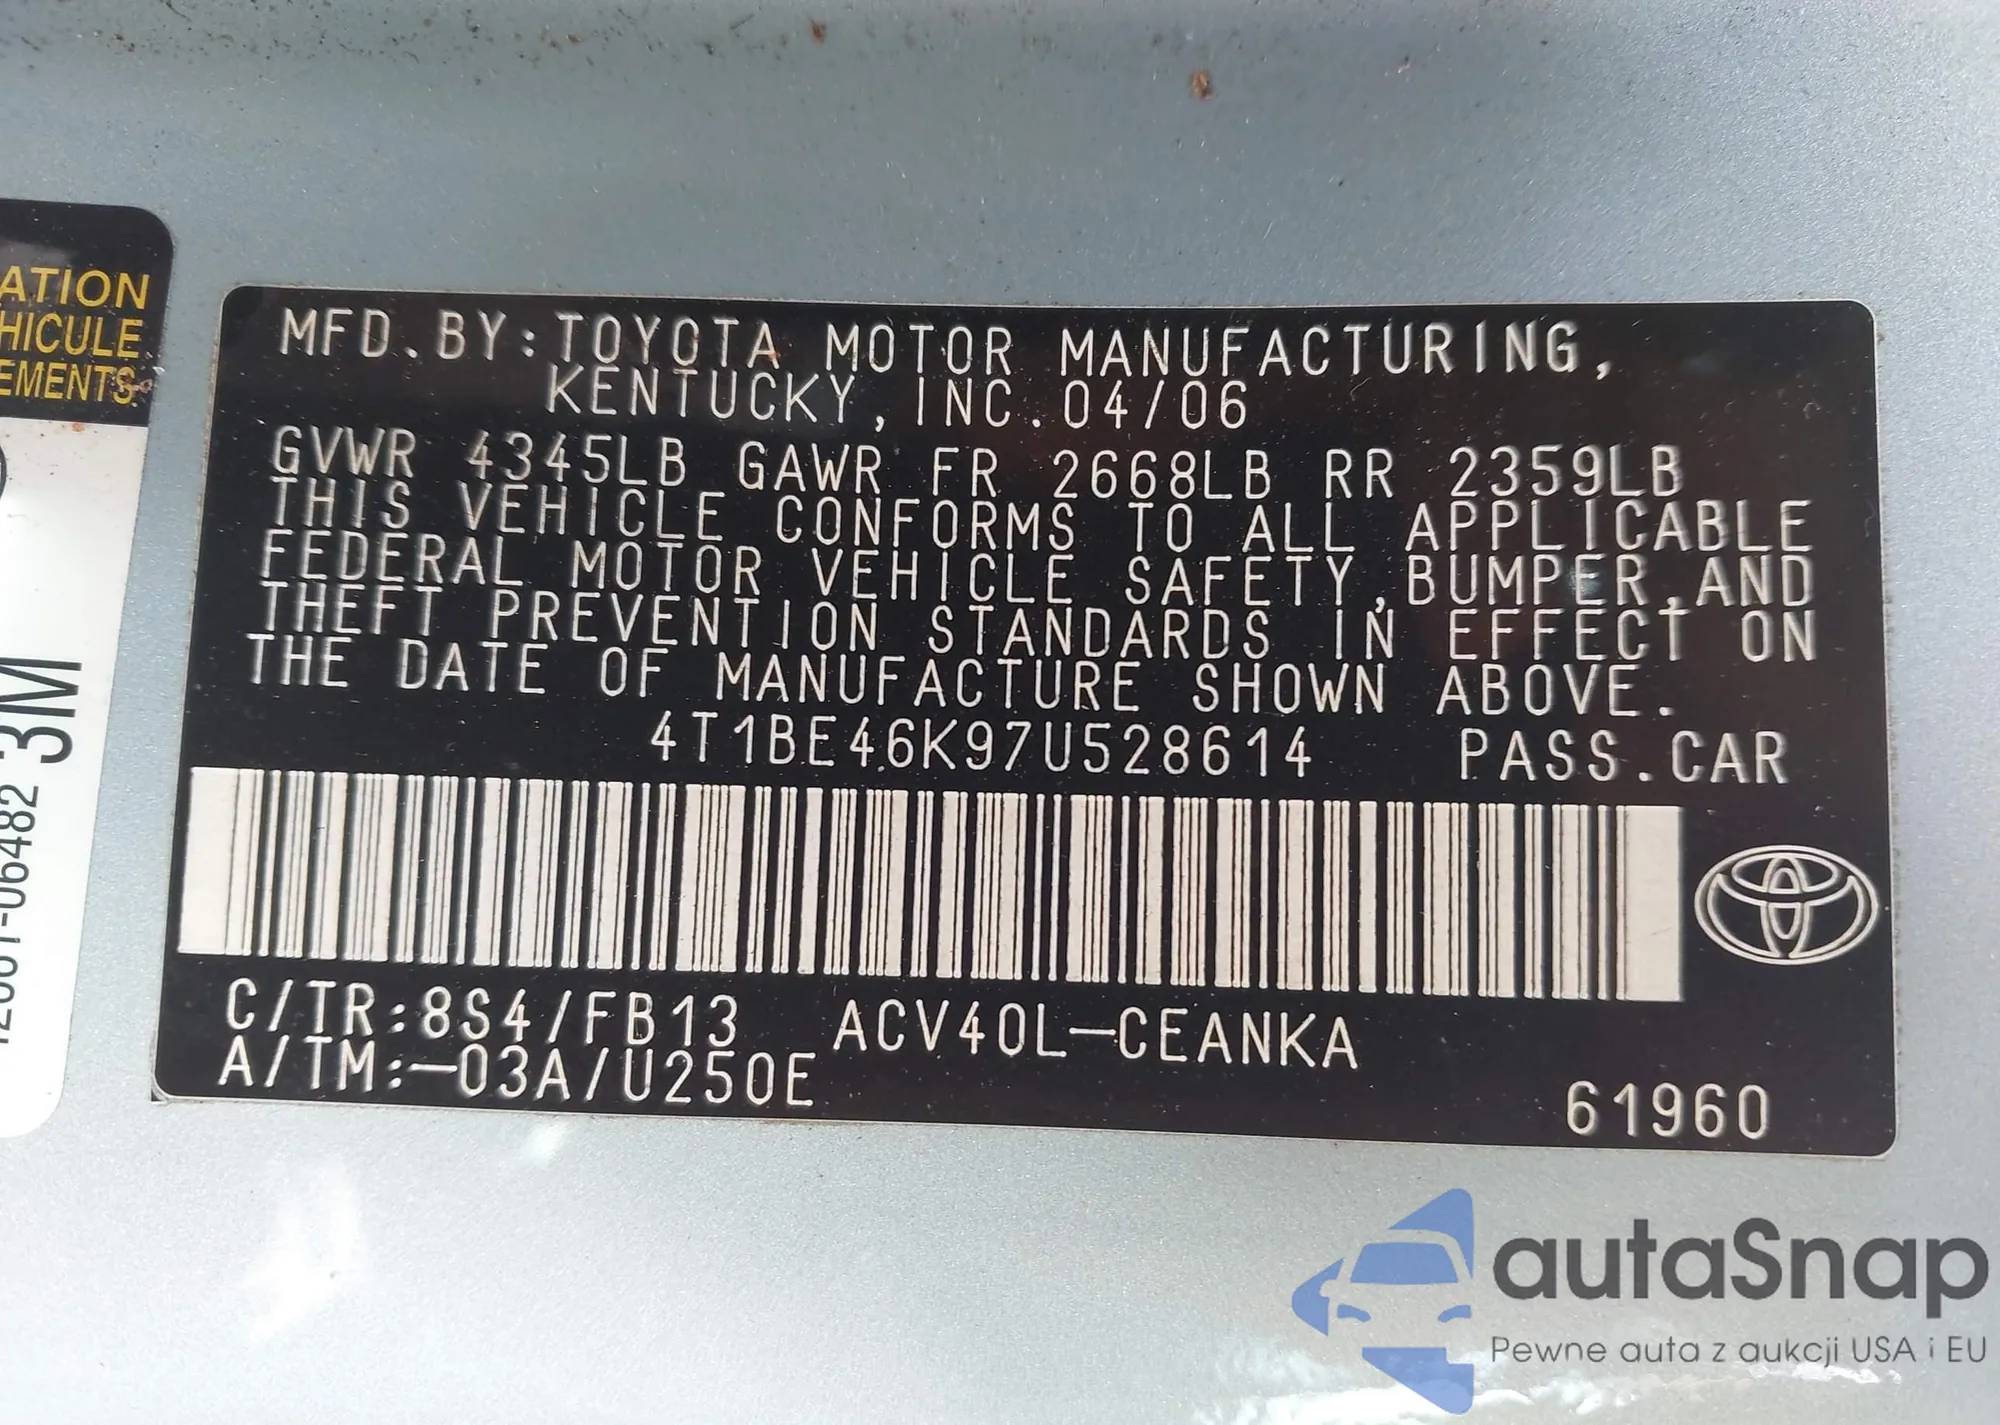 ATION
HICULE
EMENTS
3M
MFD.BY:TOYOTA MOTOR MANUFACTURING,
KENTUCKY,INC.04/06
GVWR 4345LB GAWR FR 2668LB RR 2359LB
THIS VEHICLE CONFORMS TO ALL APPLICABLE
FEDERAL MOTOR VEHICLE SAFETY,BUMPER,AND
THEFT PREVENTION STANDARDS IN EFFECT ON
THE DATE OF MANUFACTURE SHOWN ABOVE.
4T1BE46K97U528614 PASS.CAR
C/TR:8S4/FB13 ACV40L-CEANKA
A/TM:-03A/U250E
61960
autaSnap
Pewne auta z aukcji USA i EU